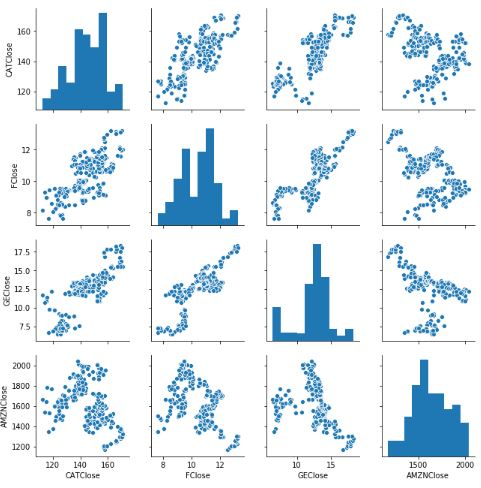 160
140
120
CATClose
12
10
8
FClose
17.5
15.0
12.5
10.0
7.5
GEClose
2000
1800
1600
1400
1200
AMZNClose
120 140 160
CATClose
8 10 12
FClose
10 15
GEClose
1500 2000
AMZNClose